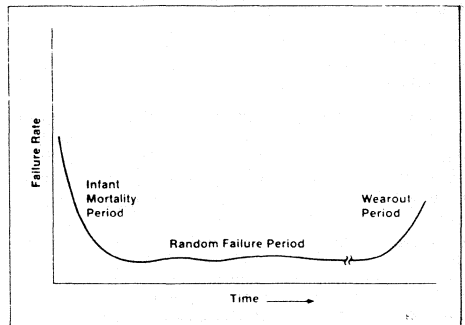 Failure Rate
Infant
Mortality
Period
Random Failure Period
Wearout
Period
Time